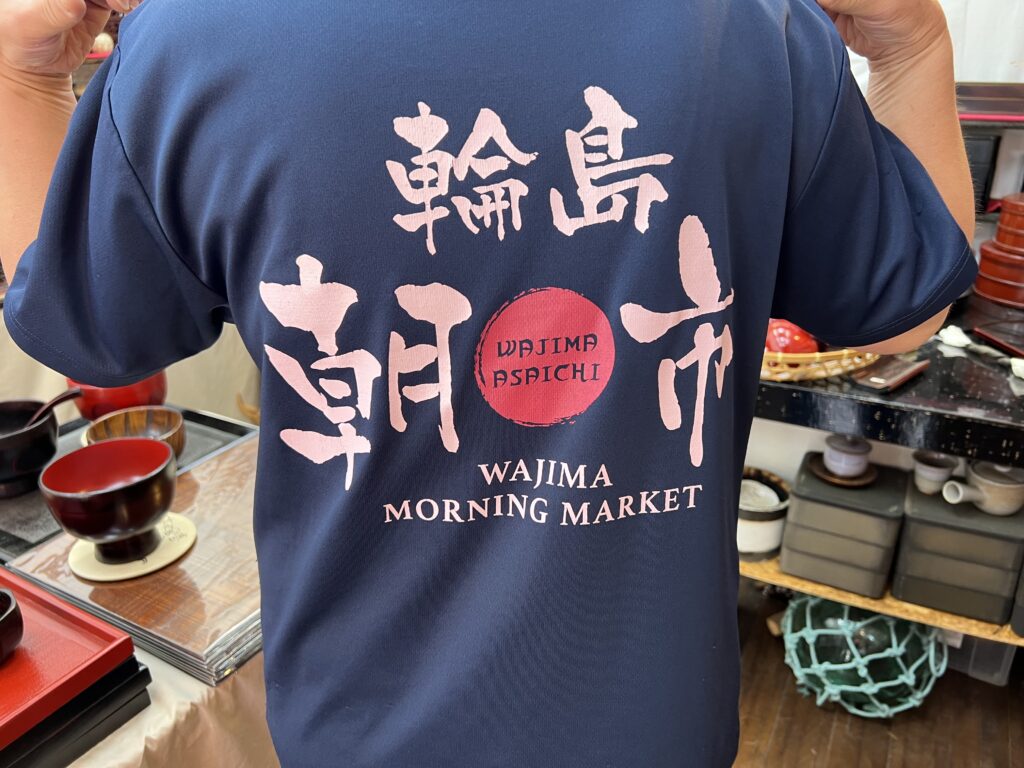 輪島
朝市
WAJIMA
ASAICHI
WAJIMA
MORNING MARKET